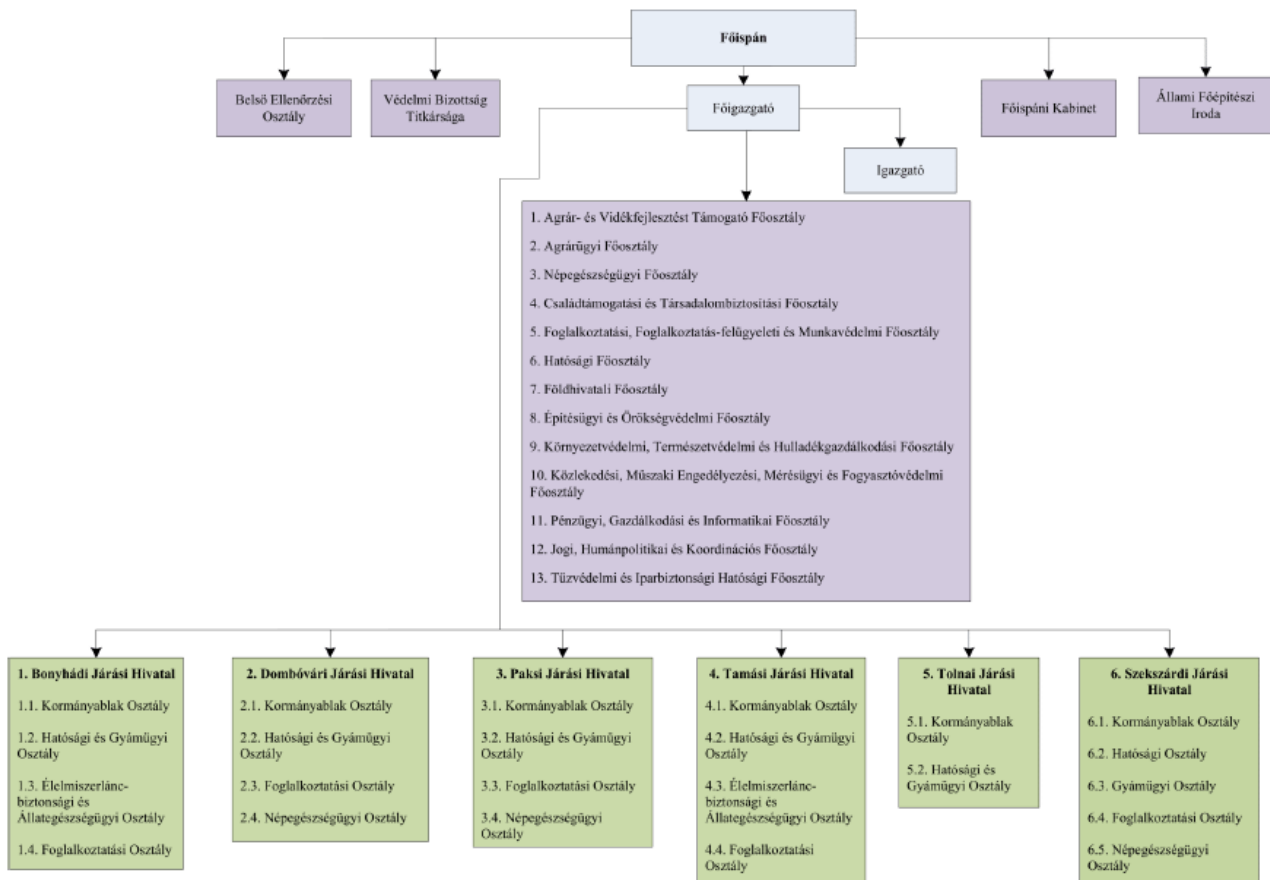 Főispán
Belső Ellenőrzési
Osztály
Védelmi Bizottság
Titkársága
Főigazgató
Főispáni Kabinet
Állami Főépítészi
Iroda
Igazgató
1. Agrár- és Vidékfejlesztést Támogató Főosztály
2. Agrárügyi Főosztály
3. Népegészségügyi Főosztály
4. Családtámogatási és Társadalombiztosítási Főosztály
5. Foglalkoztatási, Foglalkoztatás-felügyeleti és Munkavédelmi Főosztály
6. Hatósági Főosztály
7. Földhivatali Főosztály
8. Építésügyi és Örökségvédelmi Főosztály
9. Környezetvédelmi, Természetvédelmi és Hulladékgazdálkodási Főosztály
10. Közlekedési, Műszaki Engedélyezési, Mérésügyi és Fogyasztóvédelmi
Főosztály
11. Pénzügyi, Gazdálkodási és Informatikai Főosztály
12. Jogi, Humánpolitikai és Koordinációs Főosztály
13. Tűzvédelmi és Iparbiztonsági Hatósági Főosztály
1. Bonyhádi Járási Hivatal
1.1. Kormányablak Osztály
1.2. Hatósági és Gyámügyi
Osztály
1.3. Élelmiszerlánc-
biztonsági és
Állategészségügyi Osztály
1.4. Foglalkoztatási Osztály
2. Dombóvári Járási Hivatal
2.1. Kormányablak Osztály
2.2. Hatósági és Gyámügyi
Osztály
2.3. Foglalkoztatási Osztály
2.4. Népegészségügyi Osztály
3. Paksi Járási Hivatal
3.1. Kormányablak Osztály
3.2. Hatósági és Gyámügyi
Osztály
3.3. Foglalkoztatási Osztály
3.4. Népegészségügyi
Osztály
4. Tamási Járási Hivatal
4.1. Kormányablak Osztály
4.2. Hatósági és Gyámügyi
Osztály
4.3. Élelmiszerlánc-
biztonsági és
Állategészségügyi Osztály
4.4. Foglalkoztatási
Osztály
5. Tolnai Járási
Hivatal
5.1. Kormányablak
Osztály
5.2. Hatósági és
Gyámügyi Osztály
6. Szekszárdi Járási
Hivatal
6.1. Kormányablak Osztály
6.2. Hatósági Osztály
6.3. Gyámügyi Osztály
6.4. Foglalkoztatási Osztály
6.5. Népegészségügyi
Osztály